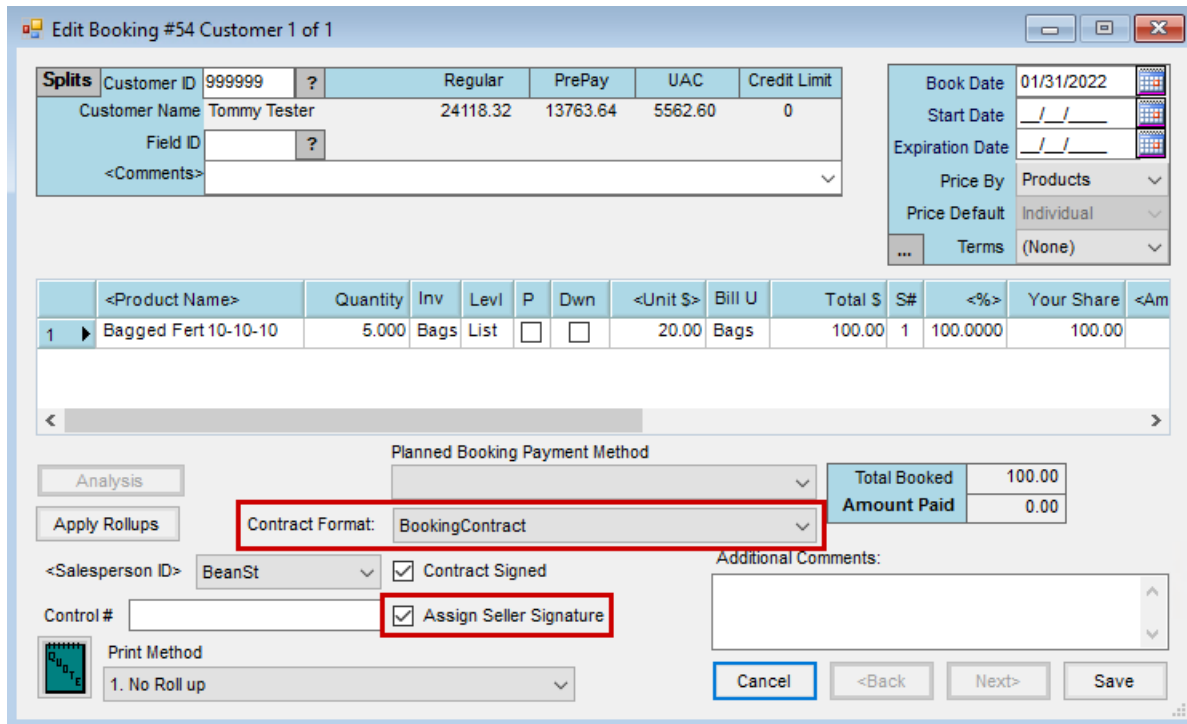 Edit Booking #54 Customer 1 of 1
Splits Customer ID 999999 ? Regular PrePay UAC Credit Limit
Customer Name Tommy Tester 24118.32 13763.64 5562.60 0
Field ID ?
<Comments>
Book Date 01/31/2022
Start Date __/__/____
Expiration Date __/__/____
Price By Products
Price Default Individual
... Terms (None)
<Product Name> Quantity Inv Levl P Dwn <Unit $> Bill U Total $ S# <%> Your Share <Am
1 Bagged Fert 10-10-10 5.000 Bags List 20.00 Bags 100.00 1 100.0000 100.00
Planned Booking Payment Method
Analysis
Total Booked 100.00
Amount Paid 0.00
Apply Rollups Contract Format: BookingContract
<Salesperson ID> BeanSt Contract Signed
Additional Comments:
Control # Assign Seller Signature
QUOTE
Print Method
1. No Roll up
Cancel <Back Next> Save